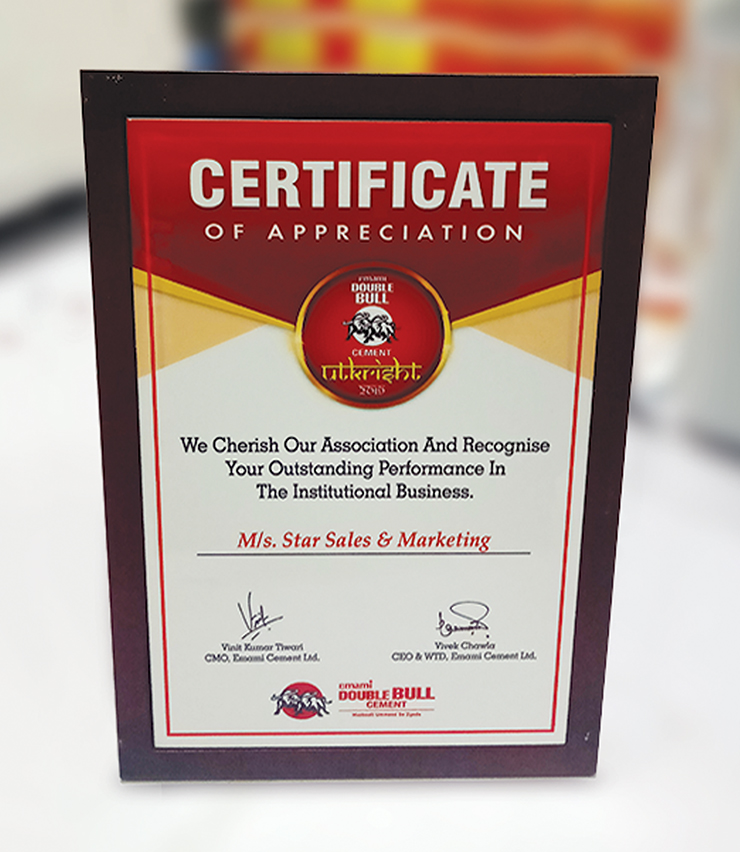 CERTIFICATE
OF APPRECIATION
emami
DOUBLE
BULL
CEMENT
utkrisht
We Cherish Our Association And Recognise
Your Outstanding Performance In
The Institutional Business.
M/s. Star Sales & Marketing
Vinit Kumar Tiwari
CMO, Emami Cement Ltd.
Vivek Chawla
CEO & WTD, Emami Cement Ltd.
emami
DOUBLE BULL
CEMENT